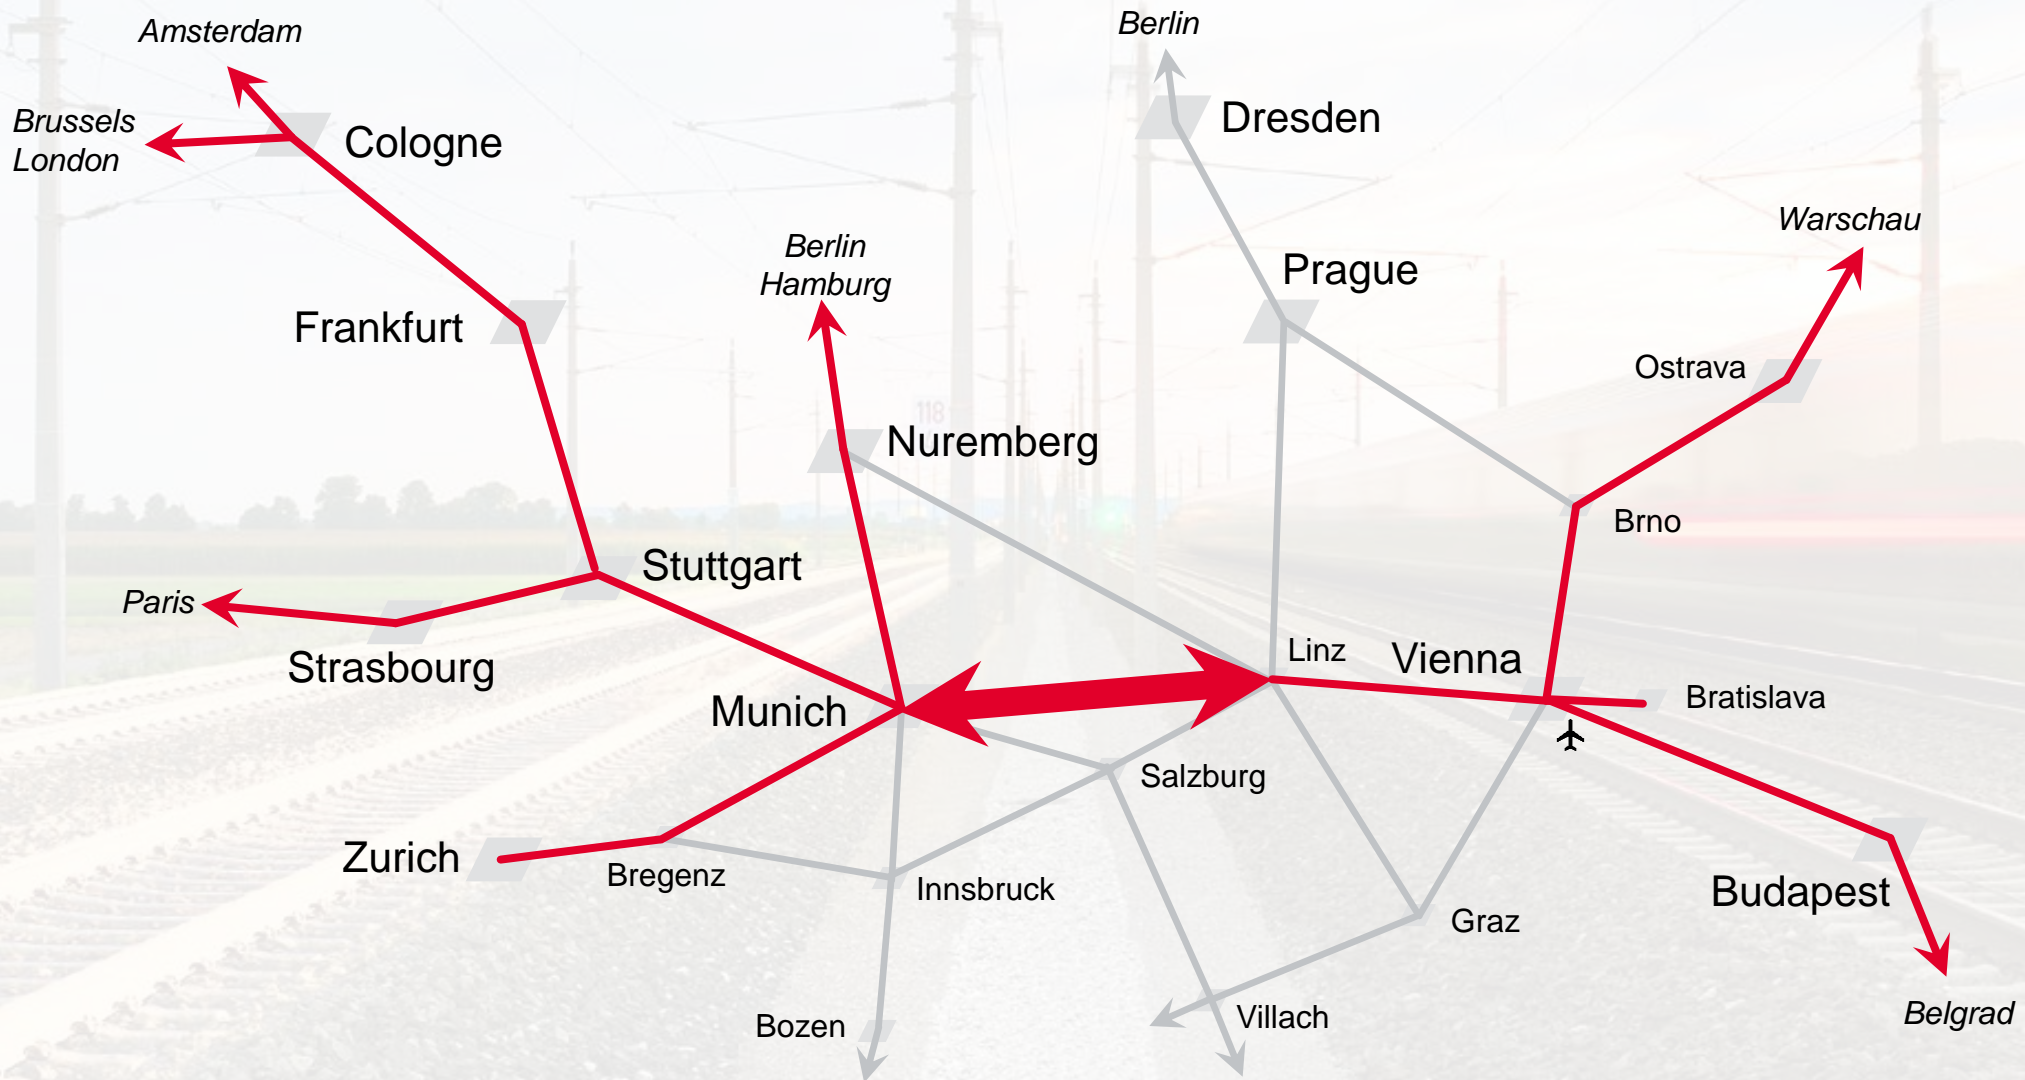 Amsterdam
Berlin
Brussels
London
Cologne
Dresden
Berlin
Hamburg
Warschau
Prague
Frankfurt
Ostrava
118
Nuremberg
Brno
Stuttgart
Paris
Strasbourg
Linz
Vienna
Munich
Bratislava
Salzburg
Zurich
Bregenz
Innsbruck
Budapest
Graz
Bozen
Villach
Belgrad